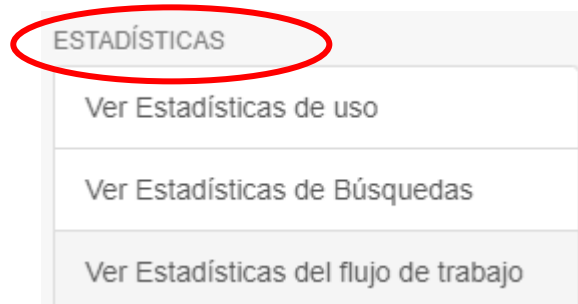 ESTADÍSTICAS
Ver Estadísticas de uso
Ver Estadísticas de Búsquedas
Ver Estadísticas del flujo de trabajo